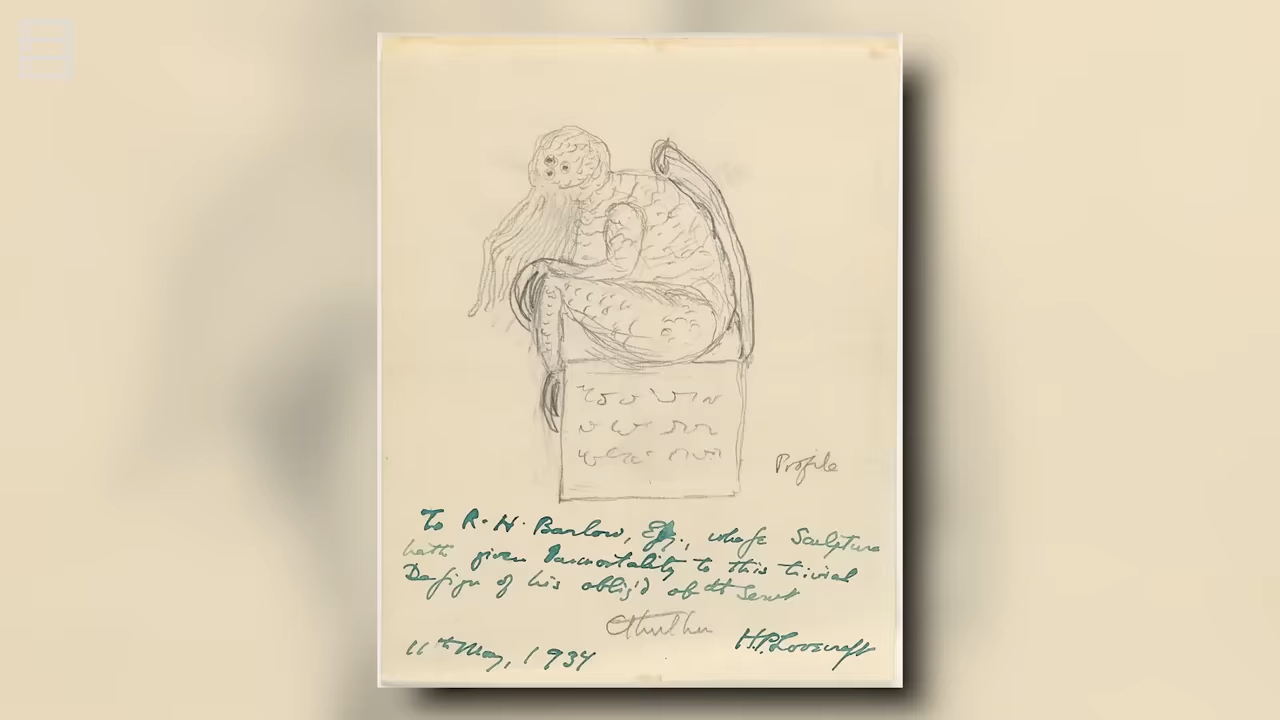 Profile
To R. H. Barlow, Eſq., whoſe Sculpture
hath given Immortality to this trivial
Deſign of his oblig'd obdt Servt
Cthulhu
H.P. Lovecraft
11th May, 1934